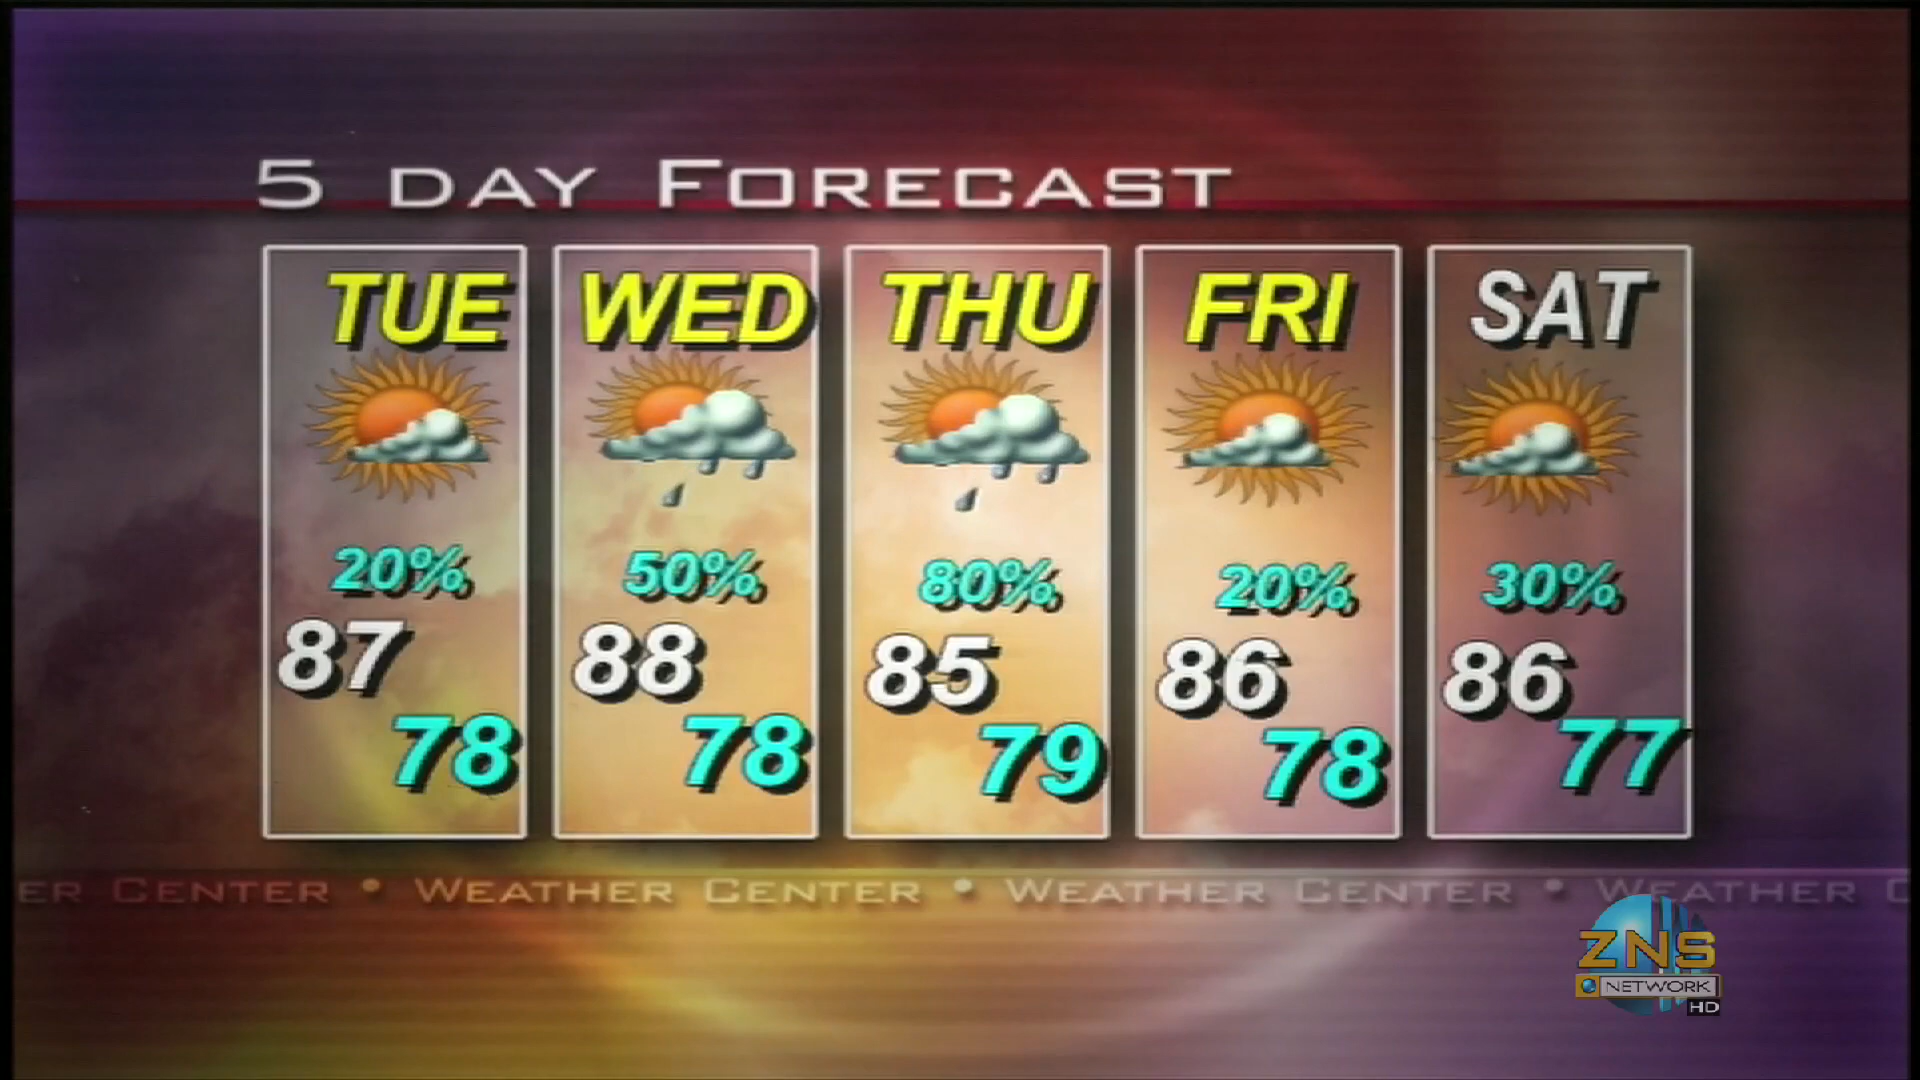 5 DAY FORECAST
TUE WED THU FRI SAT
20% 50% 80% 20% 30%
87 88 85 86 86
78 78 79 78 77
ER CENTER • WEATHER CENTER • WEATHER CENTER • WEATHER C
ZNS
NETWORK
HD